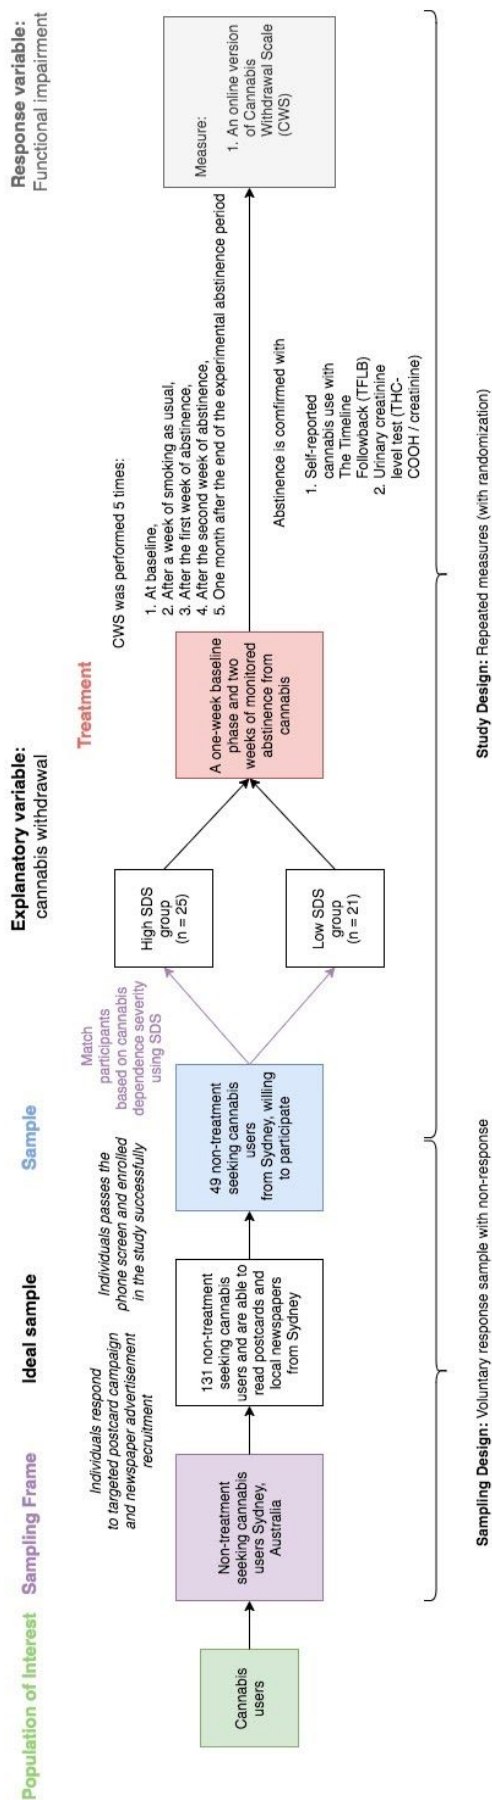 Population of Interest
Cannabis
users
Sampling Frame
Non-treatment
seeking cannabis
users Sydney,
Australia
Individuals respond
to targeted postcard campaign
and newspaper advertisement
recruitment
Ideal sample
131 non-treatment
seeking cannabis
users and are able to
read postcards and
local newspapers
from Sydney
Individuals passes the
phone screen and enrolled
in the study successfully
Sample
49 non-treatment
seeking cannabis
users
from Sydney, willing
to participate
Sampling Design: Voluntary response sample with non-response
Match
participants
based on cannabis
dependence severity
using SDS
Explanatory variable:
cannabis withdrawal
High SDS
group
(n = 25)
Low SDS
group
(n = 21)
Treatment
A one-week baseline
phase and two
weeks of monitored
abstinence from
cannabis
CWS was performed 5 times:
1. At baseline,
2. After a week of smoking as usual,
3. After the first week of abstinence,
4. After the second week of abstinence,
5. One month after the end of the experimental abstinence period
Abstinence is comfirmed with
1. Self-reported
cannabis use with
The Timeline
Followback (TFLB)
2. Urinary creatinine
level test (THC-
COOH / creatinine)
Response variable:
Functional impairment
Measure:
1. An online version
of Cannabis
Withdrawal Scale
(CWS)
Study Design: Repeated measures (with randomization)